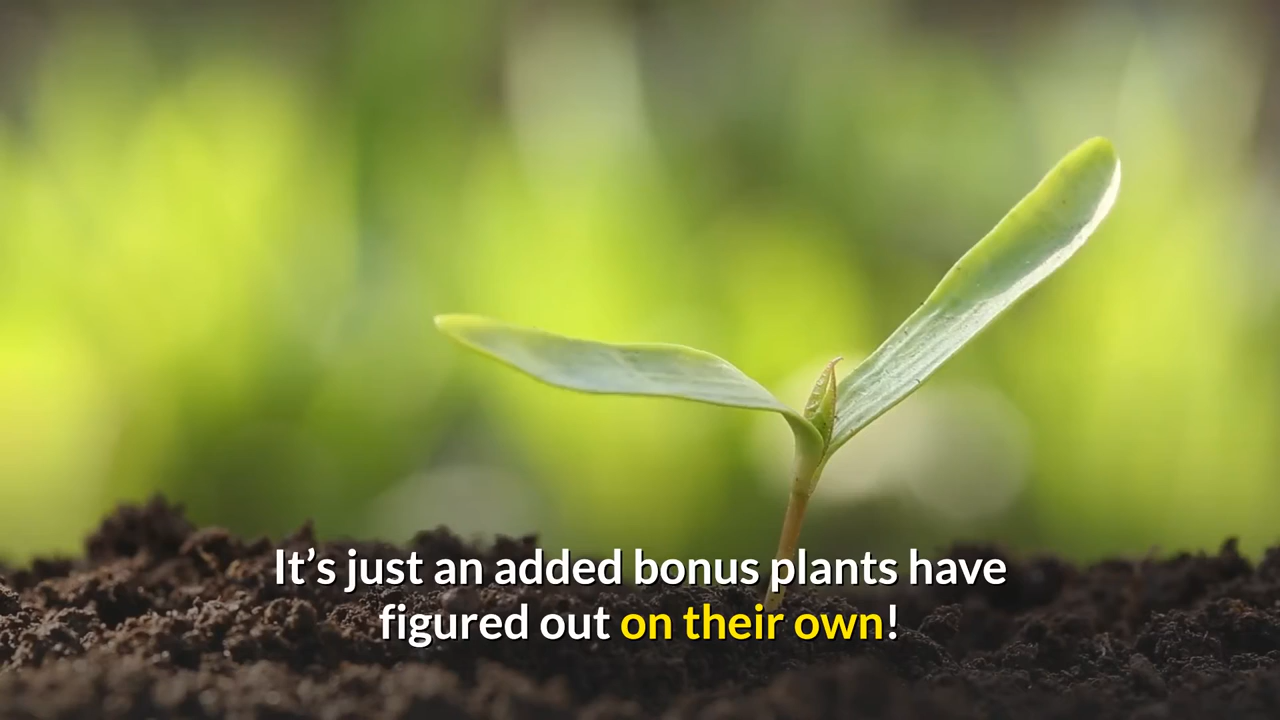 It’s just an added bonus plants have
figured out on their own!